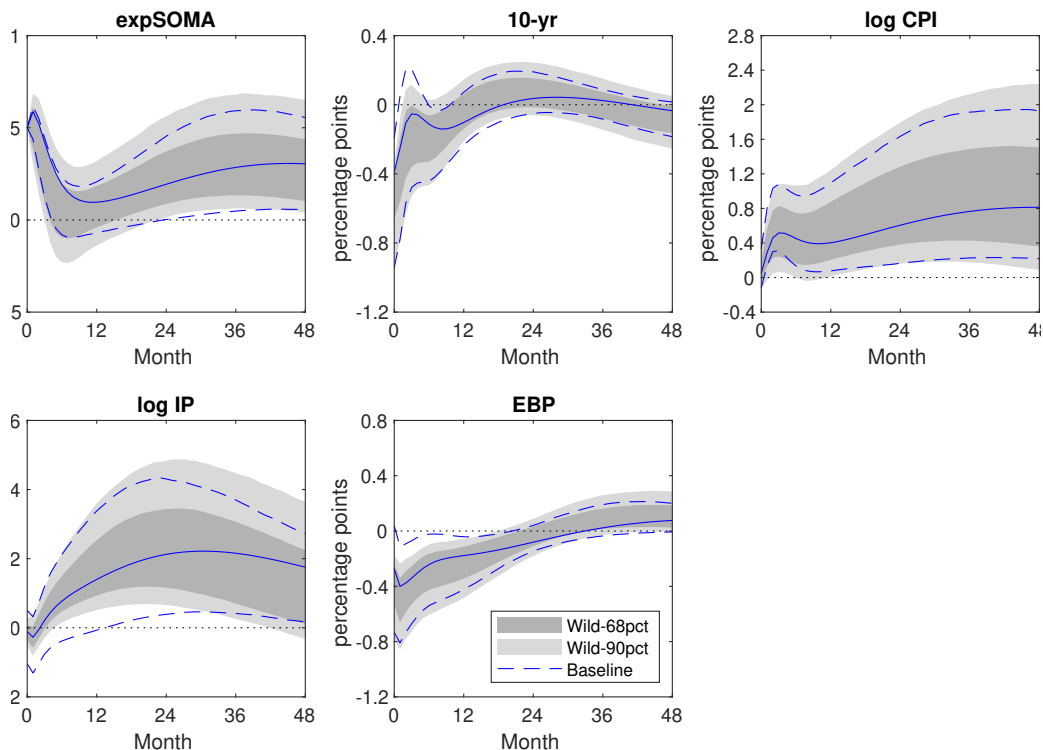 expSOMA
10-yr
log CPI
1
5
0
5
0 12 24 36 48
Month
percentage points
0.4
0
-0.4
-0.8
-1.2
0 12 24 36 48
Month
percentage points
2.8
2.4
2
1.6
1.2
0.8
0.4
0
-0.4
0 12 24 36 48
Month
log IP
EBP
6
4
2
0
2
0 12 24 36 48
Month
percentage points
0.8
0.4
0
-0.4
-0.8
-1.2
0 12 24 36 48
Month
Wild-68pct
Wild-90pct
Baseline